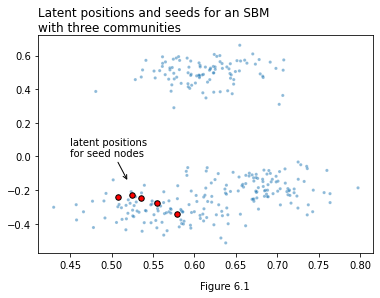 Latent positions and seeds for an SBM
with three communities
0.6
0.4
0.2
0.0
−0.2
−0.4
latent positions
for seed nodes
0.45 0.50 0.55 0.60 0.65 0.70 0.75 0.80
Figure 6.1